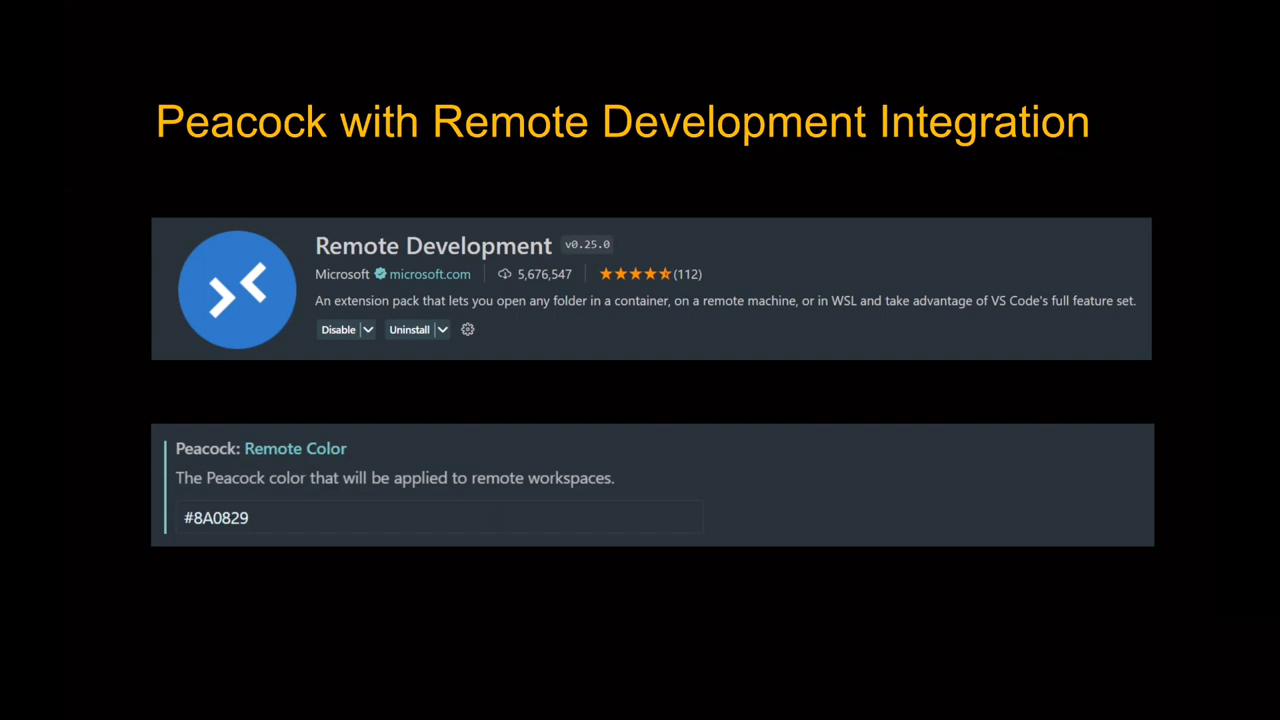 Peacock with Remote Development Integration
Remote Development v0.25.0
Microsoft microsoft.com 5,676,547 (112)
An extension pack that lets you open any folder in a container, on a remote machine, or in WSL and take advantage of VS Code's full feature set.
Disable Uninstall
Peacock: Remote Color
The Peacock color that will be applied to remote workspaces.
#8A0829